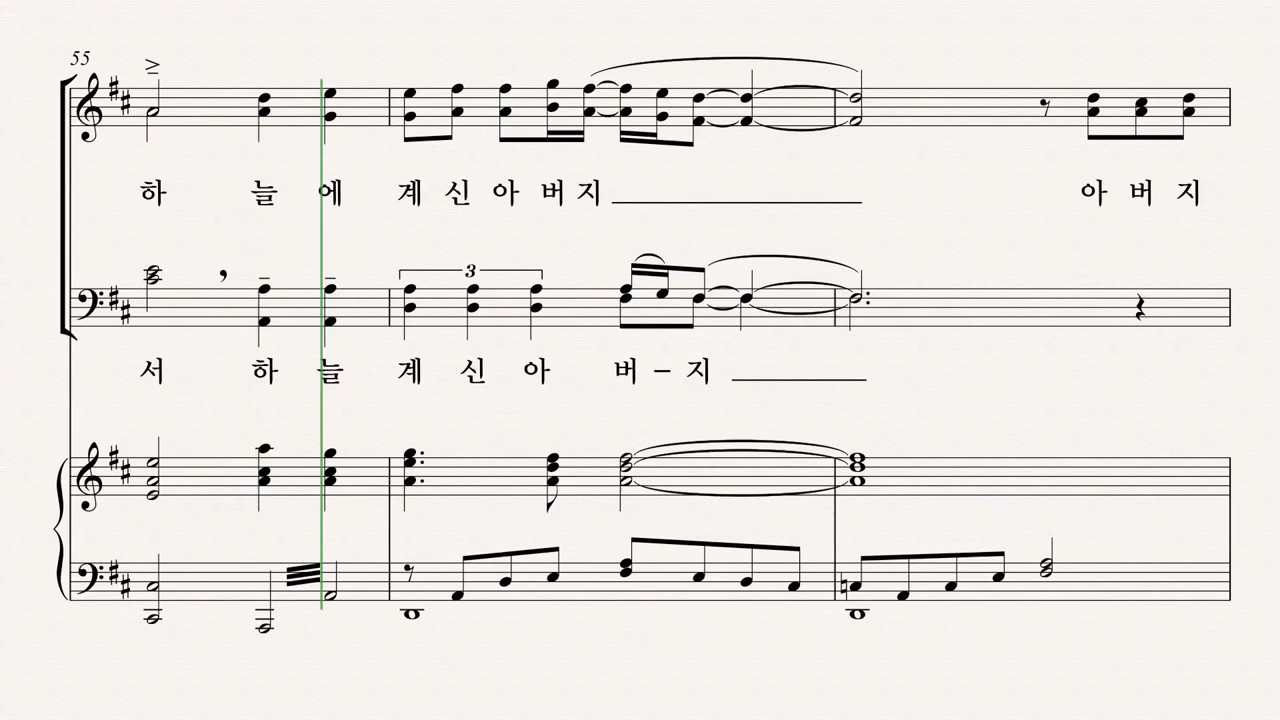 55
하 늘 에 계 신 아 버 지 아 버 지
3
서 하 늘 계 신 아 버 – 지